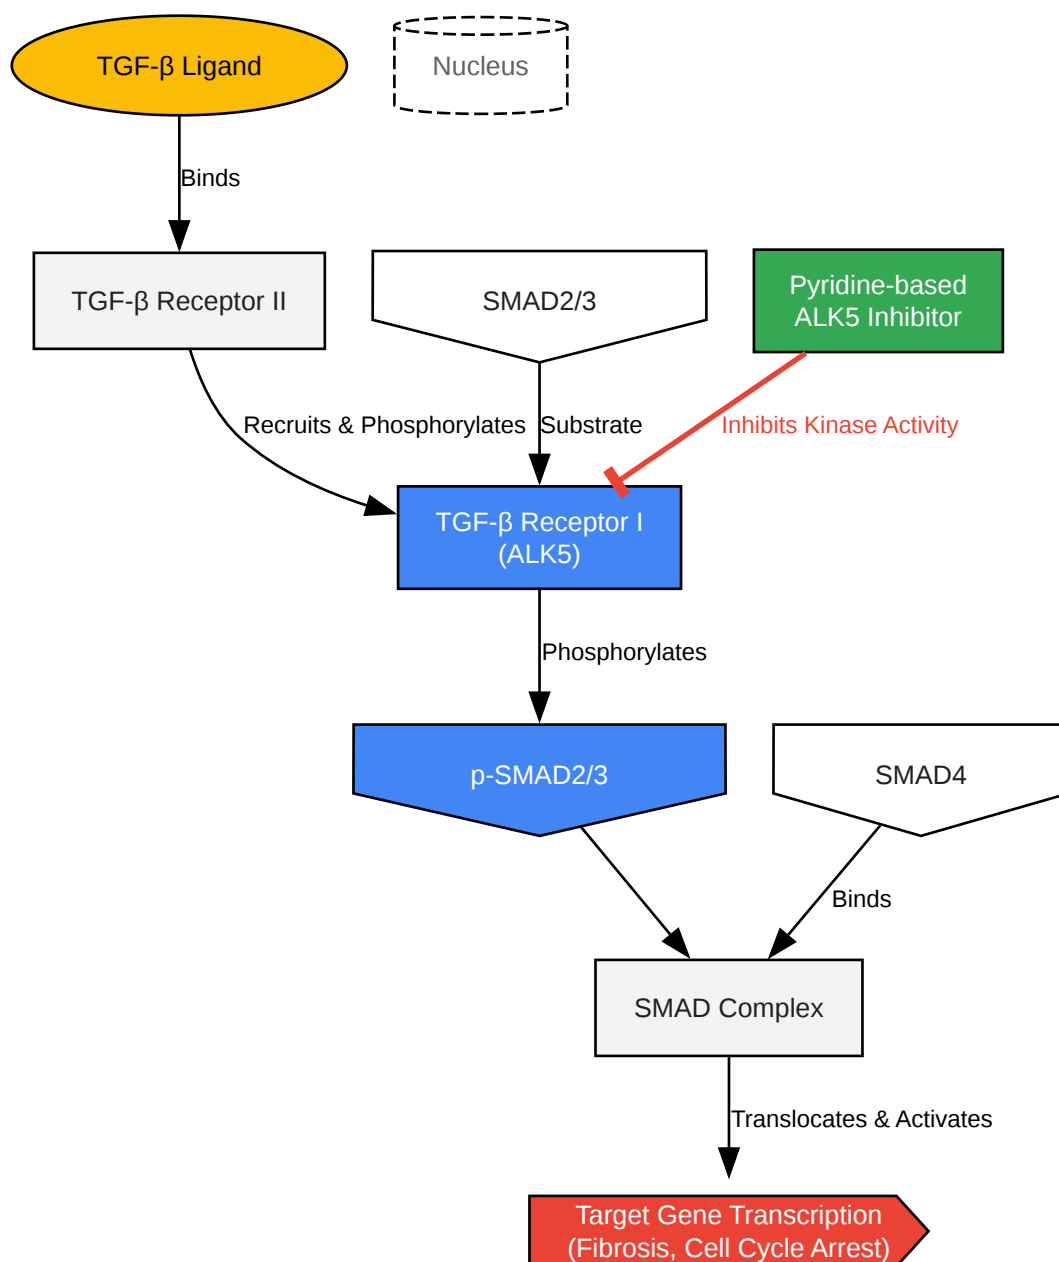 TGF-β Ligand
Nucleus
Binds
TGF-β Receptor II
SMAD2/3
Pyridine-based
ALK5 Inhibitor
Recruits & Phosphorylates
Substrate
Inhibits Kinase Activity
TGF-β Receptor I
(ALK5)
Phosphorylates
p-SMAD2/3
SMAD4
Binds
SMAD Complex
Translocates & Activates
Target Gene Transcription
(Fibrosis, Cell Cycle Arrest)